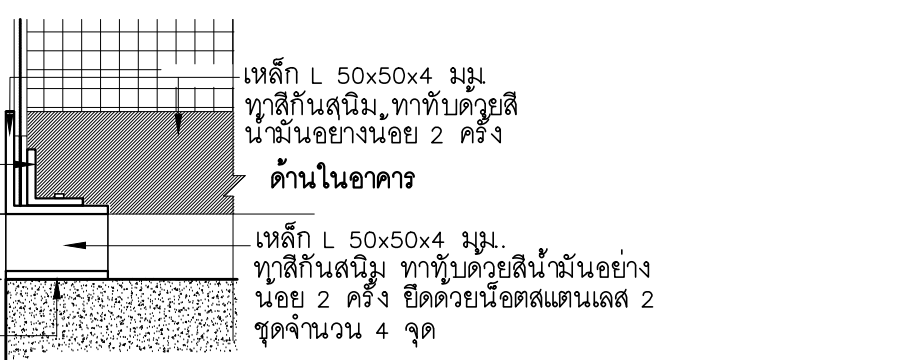 เหล็ก L 50x50x4 มม.
ทาสีกันสนิม ทาทับด้วยสี
น้ำมันอย่างน้อย 2 ครั้ง
ด้านในอาคาร
เหล็ก L 50x50x4 มม..
ทาสีกันสนิม ทาทับด้วยสีน้ำมันอย่าง
น้อย 2 ครั้ง ยึดด้วยน็อตสแตนเลส 2
ชุดจำนวน 4 จุด